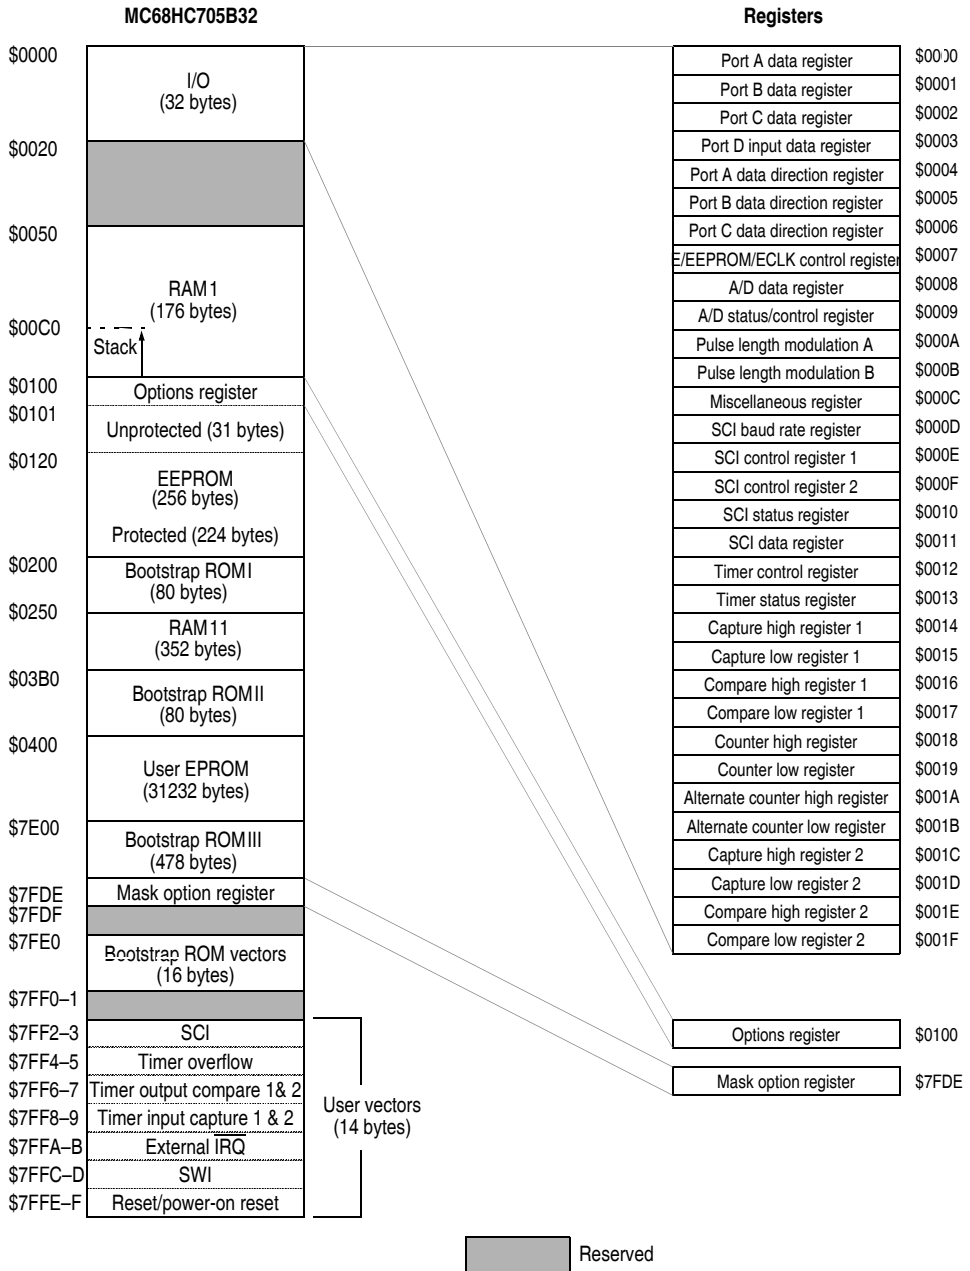 MC68HC705B32
Registers
$0000
I/O
(32 bytes)
$0020
$0050
RAM1
(176 bytes)
$00C0
Stack
$0100
Options register
$0101
Unprotected (31 bytes)
$0120
EEPROM
(256 bytes)
Protected (224 bytes)
$0200
Bootstrap ROMI
(80 bytes)
$0250
RAM11
(352 bytes)
$03B0
Bootstrap ROMII
(80 bytes)
$0400
User EPROM
(31232 bytes)
$7E00
Bootstrap ROMIII
(478 bytes)
$7FDE
Mask option register
$7FDF
$7FE0
Bootstrap ROM vectors
(16 bytes)
$7FF0–1
$7FF2–3 SCI
$7FF4–5 Timer overflow
$7FF6–7 Timer output compare 1& 2
$7FF8–9 Timer input capture 1 & 2
$7FFA–B External IRQ
$7FFC–D SWI
$7FFE–F Reset/power-on reset
User vectors
(14 bytes)
Port A data register $0000
Port B data register $0001
Port C data register $0002
Port D input data register $0003
Port A data direction register $0004
Port B data direction register $0005
Port C data direction register $0006
E/EEPROM/ECLK control register $0007
A/D data register $0008
A/D status/control register $0009
Pulse length modulation A $000A
Pulse length modulation B $000B
Miscellaneous register $000C
SCI baud rate register $000D
SCI control register 1 $000E
SCI control register 2 $000F
SCI status register $0010
SCI data register $0011
Timer control register $0012
Timer status register $0013
Capture high register 1 $0014
Capture low register 1 $0015
Compare high register 1 $0016
Compare low register 1 $0017
Counter high register $0018
Counter low register $0019
Alternate counter high register $001A
Alternate counter low register $001B
Capture high register 2 $001C
Capture low register 2 $001D
Compare high register 2 $001E
Compare low register 2 $001F
Options register $0100
Mask option register $7FDE
Reserved